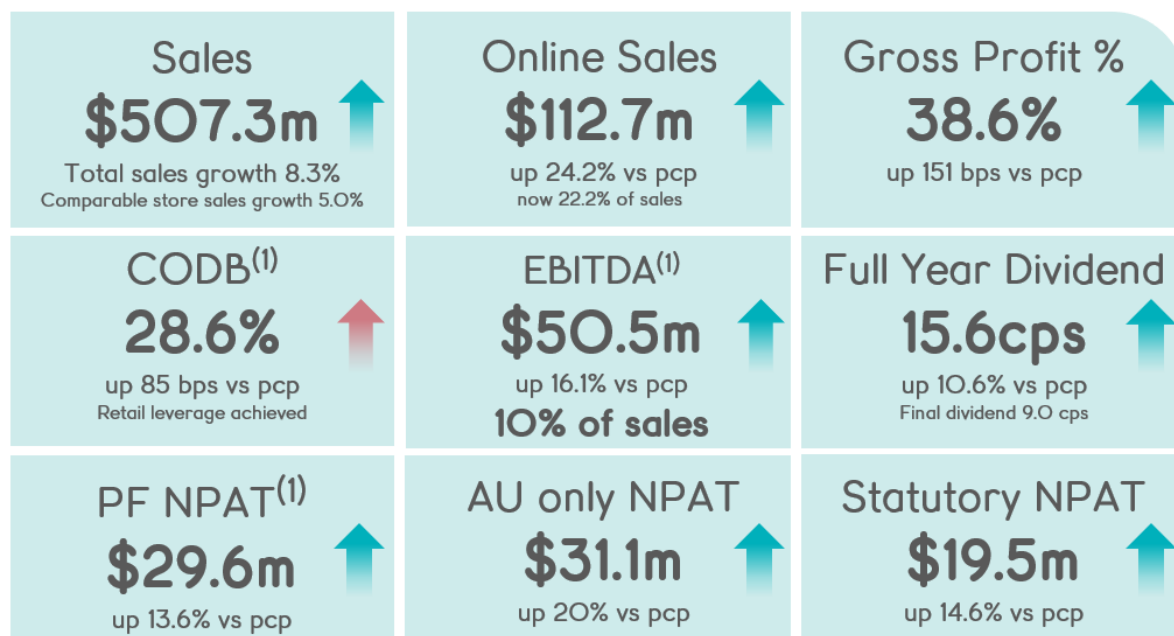 Sales
$507.3m
Total sales growth 8.3%
Comparable store sales growth 5.0%
Online Sales
$112.7m
up 24.2% vs pcp
now 22.2% of sales
Gross Profit %
38.6%
up 151 bps vs pcp
CODB(1)
28.6%
up 85 bps vs pcp
Retail leverage achieved
EBITDA(1)
$50.5m
up 16.1% vs pcp
10% of sales
Full Year Dividend
15.6cps
up 10.6% vs pcp
Final dividend 9.0 cps
PF NPAT(1)
$29.6m
up 13.6% vs pcp
AU only NPAT
$31.1m
up 20% vs pcp
Statutory NPAT
$19.5m
up 14.6% vs pcp